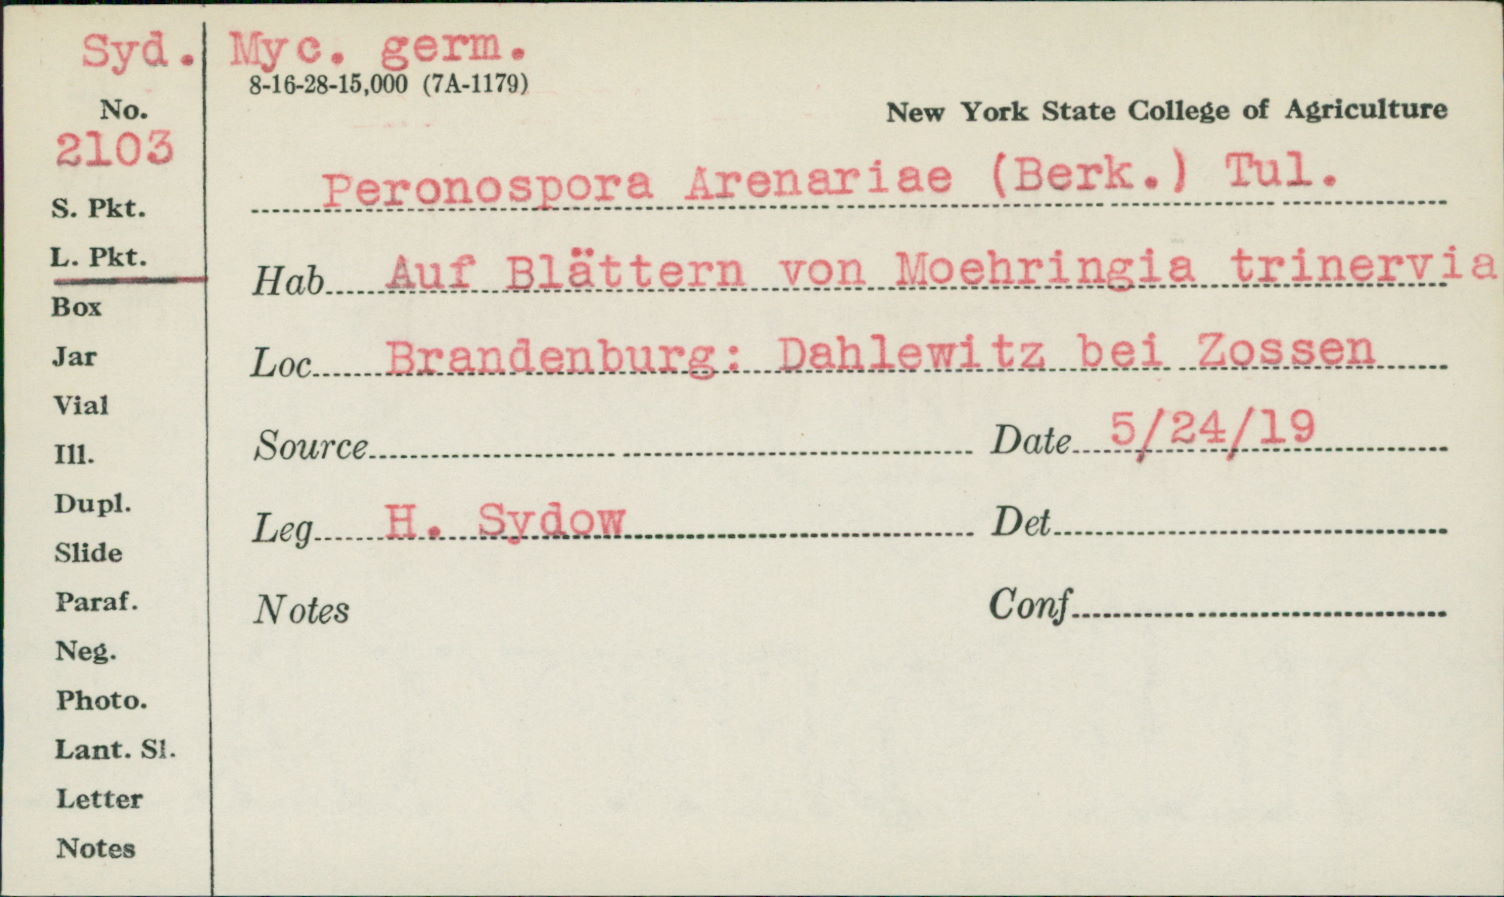 Syd. Myc. germ.
8-16-28-15,000 (7A-1179)
New York State College of Agriculture
No.
2103
S. Pkt.
L. Pkt.
Box
Jar
Vial
Ill.
Dupl.
Slide
Paraf.
Neg.
Photo.
Lant. Sl.
Letter
Notes
Peronospora Arenariae (Berk.) Tul.
Hab Auf Blättern von Moehringia trinervia
Loc Brandenburg: Dahlewitz bei Zossen
Source Date 5/24/19
Leg H. Sydow Det
Notes Conf